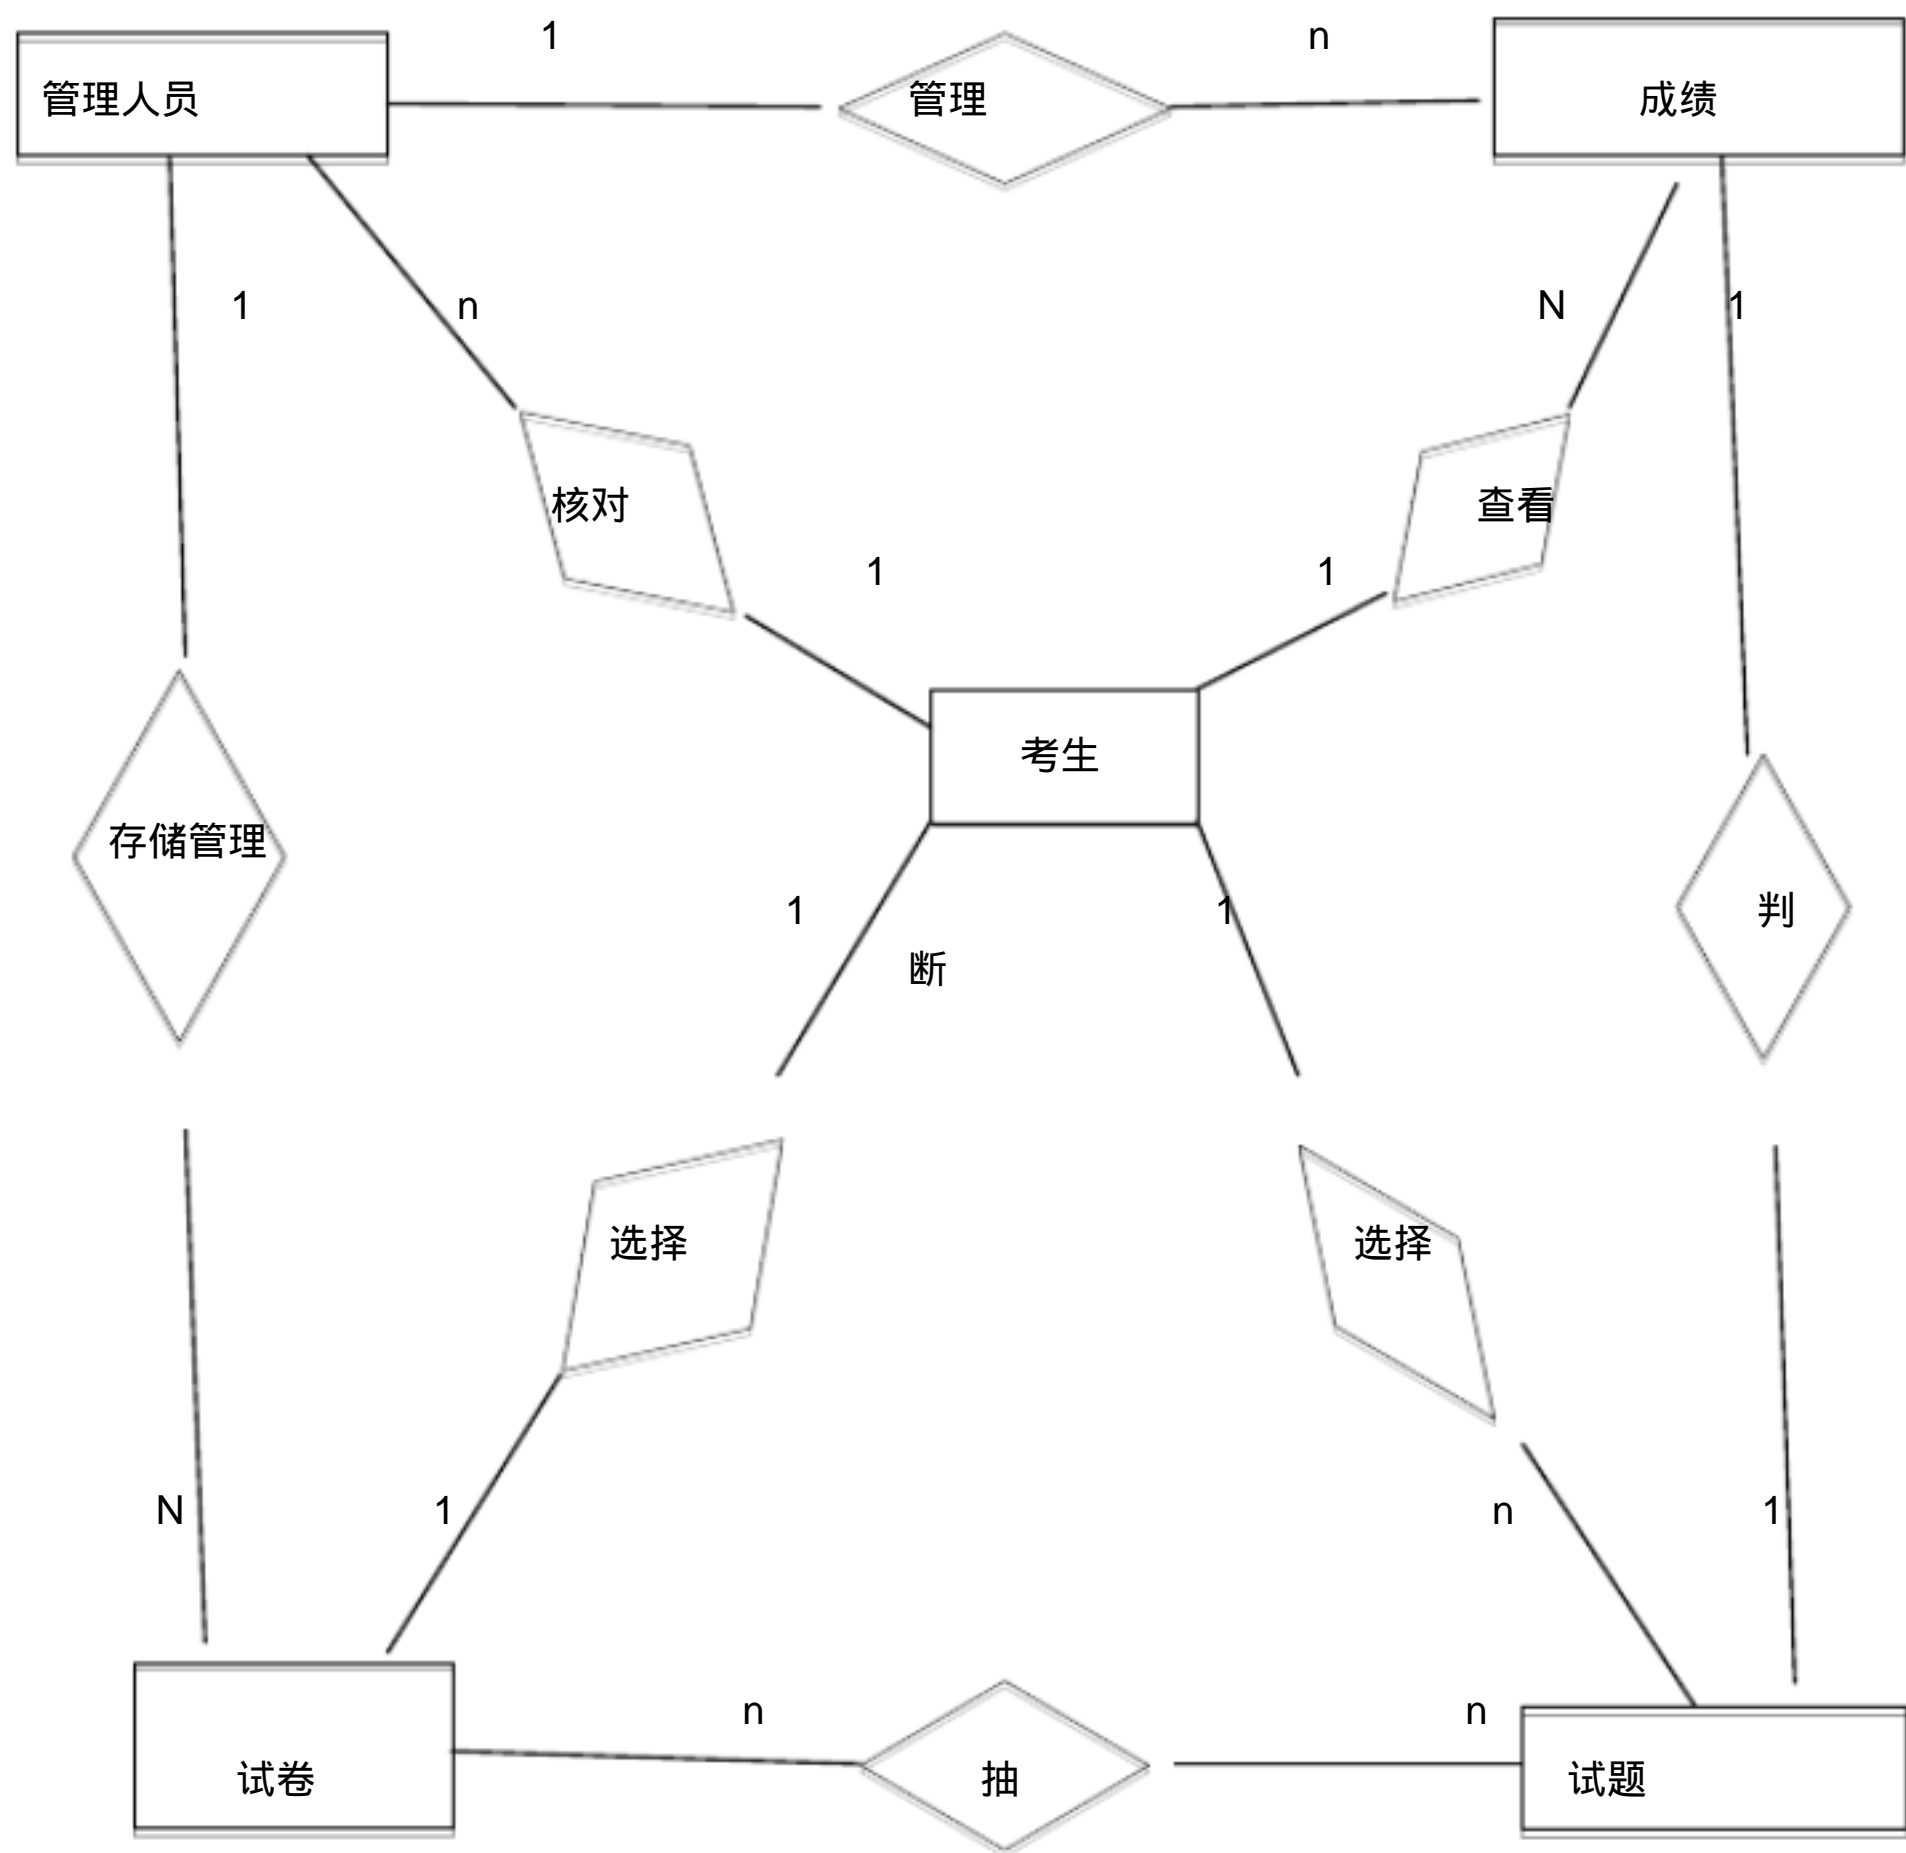 1 n
管理人员 管理 成绩
1 n N 1
核对 查看
1 1
考生
存储管理
1 1 判
断
选择 选择
N 1 n 1
n n
试卷 抽 试题